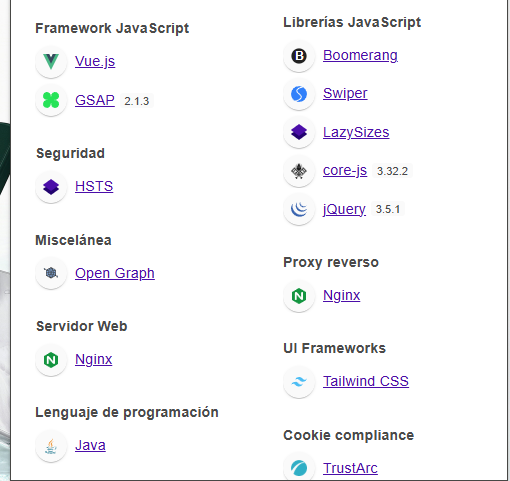 Framework JavaScript
Vue.js
GSAP 2.1.3
Seguridad
HSTS
Miscelánea
Open Graph
Servidor Web
Nginx
Lenguaje de programación
Java
Librerías JavaScript
Boomerang
Swiper
LazySizes
core-js 3.32.2
jQuery 3.5.1
Proxy reverso
Nginx
UI Frameworks
Tailwind CSS
Cookie compliance
TrustArc